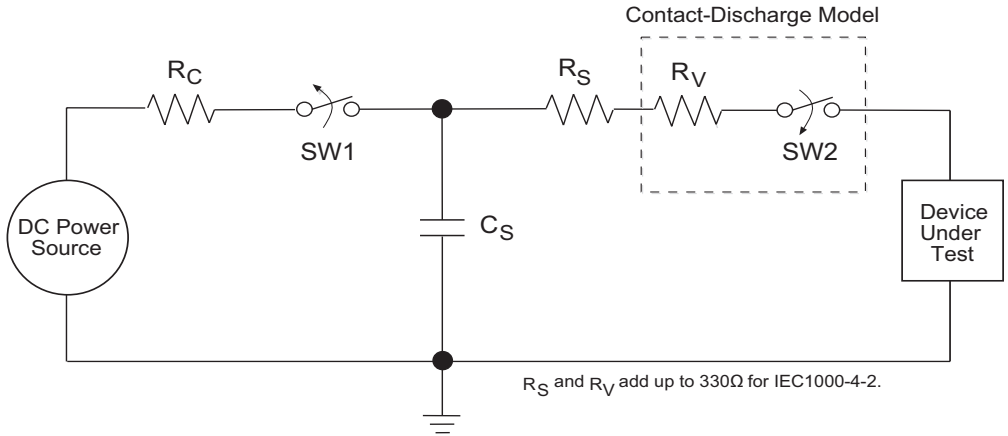 Contact-Discharge Model
RC
RS
RV
SW1
SW2
DC Power
Source
CS
Device
Under
Test
RS and RV add up to 330Ω for IEC1000-4-2.